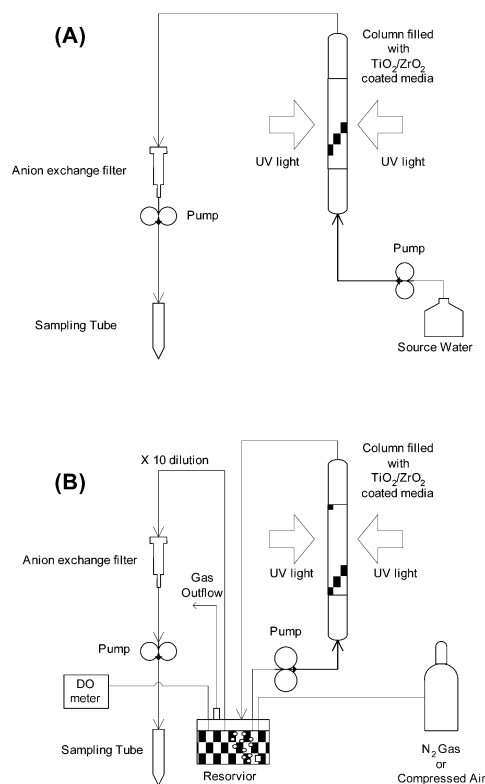 (A)
Column filled
with
TiO2/ZrO2
coated media
UV light
UV light
Anion exchange filter
Pump
Pump
Sampling Tube
Source Water
(B)
X 10 dilution
Column filled
with
TiO2/ZrO2
coated media
Anion exchange filter
Gas
Outflow
UV light
UV light
Pump
Pump
DO
meter
Sampling Tube
Resorvior
N2 Gas
or
Compressed Air